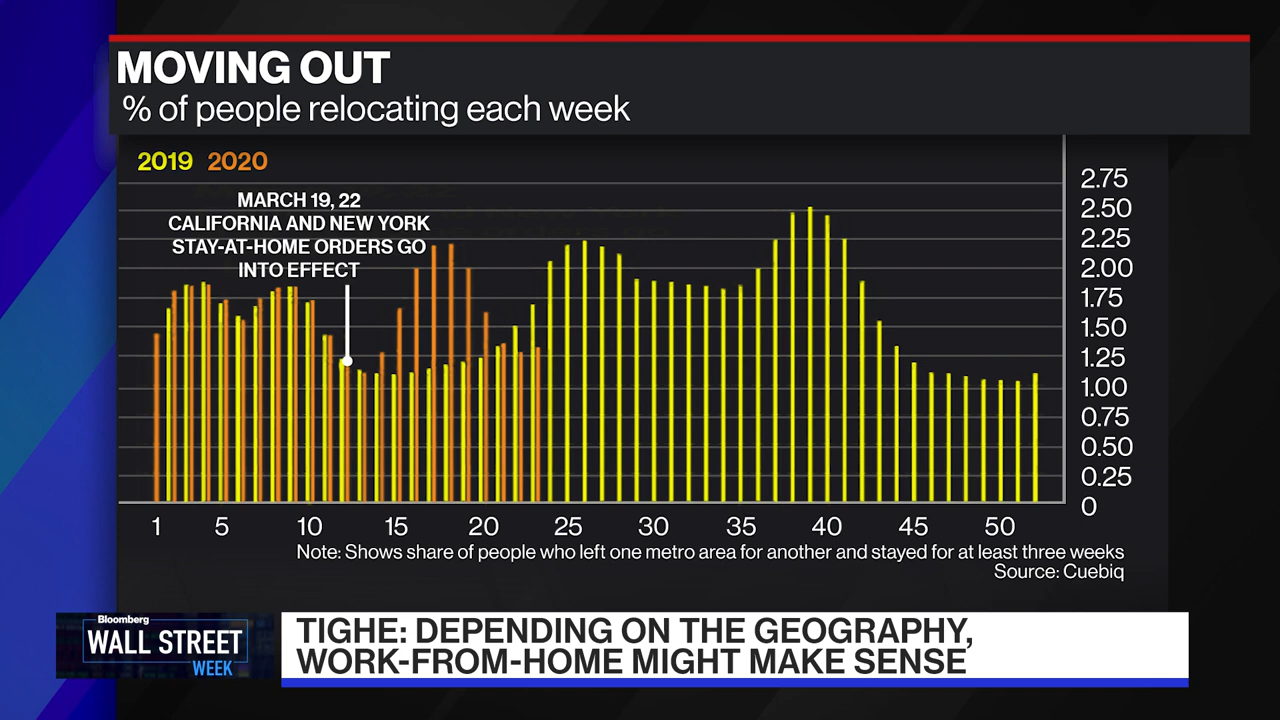 MOVING OUT
% of people relocating each week
2019 2020
MARCH 19, 22
CALIFORNIA AND NEW YORK
STAY-AT-HOME ORDERS GO
INTO EFFECT
2.75
2.50
2.25
2.00
1.75
1.50
1.25
1.00
0.75
0.50
0.25
0
1 5 10 15 20 25 30 35 40 45 50
Note: Shows share of people who left one metro area for another and stayed for at least three weeks
Source: Cuebiq
Bloomberg
WALL STREET
WEEK
TIGHE: DEPENDING ON THE GEOGRAPHY,
WORK-FROM-HOME MIGHT MAKE SENSE